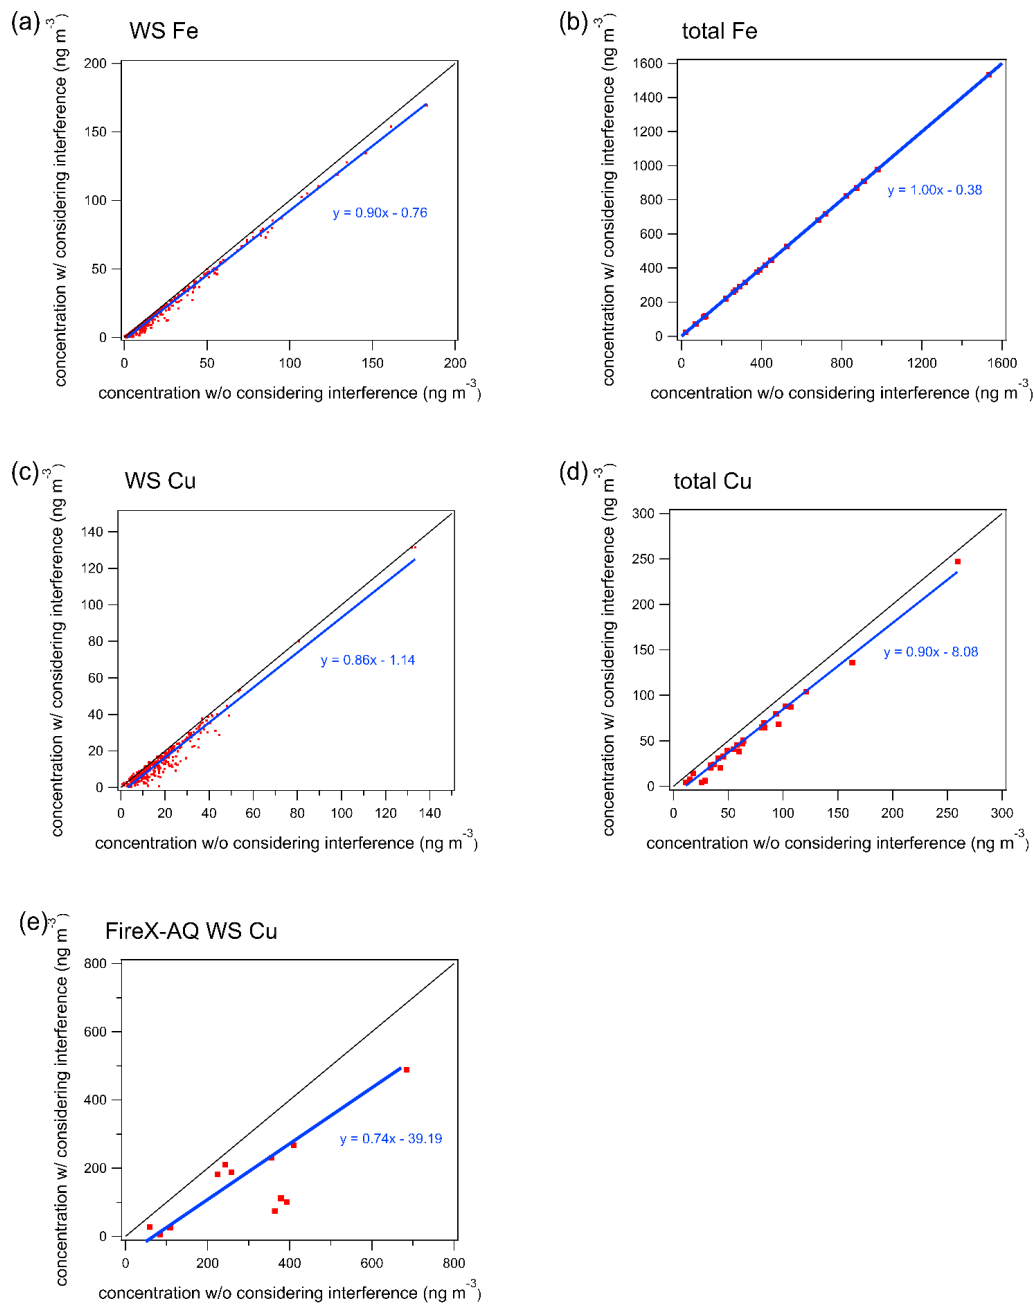 (a)
WS Fe
concentration w/ considering interference (ng m⁻³)
200
150
100
50
0
0 50 100 150 200
y = 0.90x - 0.76
concentration w/o considering interference (ng m⁻³)
(b)
total Fe
concentration w/ considering interference (ng m⁻³)
1600
1400
1200
1000
800
600
400
200
0
0 400 800 1200 1600
y = 1.00x - 0.38
concentration w/o considering interference (ng m⁻³)
(c)
WS Cu
concentration w/ considering interference (ng m⁻³)
140
120
100
80
60
40
20
0
0 20 40 60 80 100 120 140
y = 0.86x - 1.14
concentration w/o considering interference (ng m⁻³)
(d)
total Cu
concentration w/ considering interference (ng m⁻³)
300
250
200
150
100
50
0
0 50 100 150 200 250 300
y = 0.90x - 8.08
concentration w/o considering interference (ng m⁻³)
(e)
FireX-AQ WS Cu
concentration w/ considering interference (ng m⁻³)
800
600
400
200
0
0 200 400 600 800
y = 0.74x - 39.19
concentration w/o considering interference (ng m⁻³)